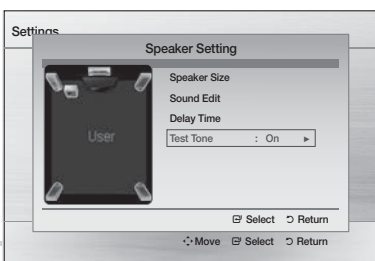 Settings
Speaker Setting
Speaker Size
Sound Edit
Delay Time
User
Test Tone : On ►
Select Return
Move Select Return